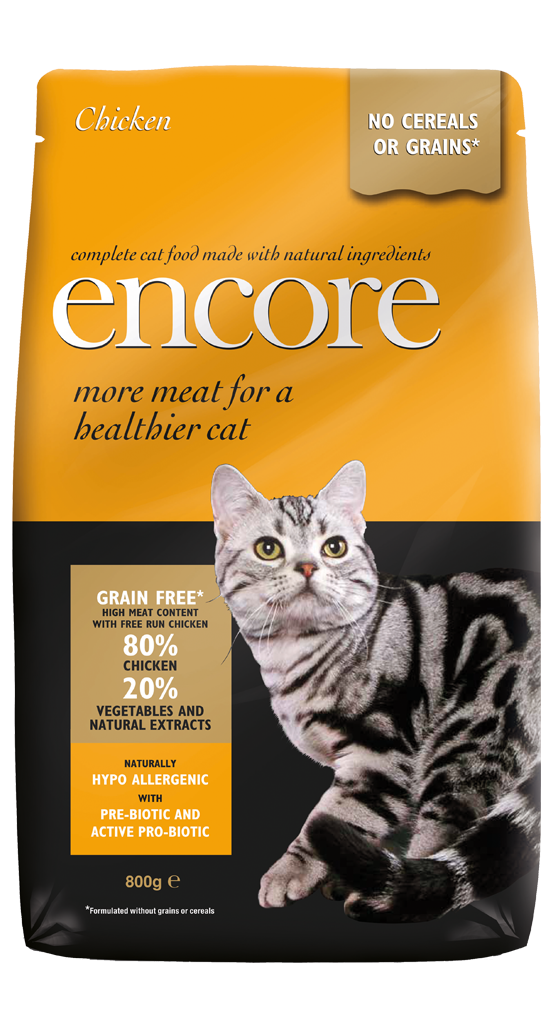 Chicken
NO CEREALS
OR GRAINS*
complete cat food made with natural ingredients
encore
more meat for a
healthier cat
GRAIN FREE*
HIGH MEAT CONTENT
WITH FREE RUN CHICKEN
80%
CHICKEN
20%
VEGETABLES AND
NATURAL EXTRACTS
NATURALLY
HYPO ALLERGENIC
WITH
PRE-BIOTIC AND
ACTIVE PRO-BIOTIC
800g ℮
*Formulated without grains or cereals